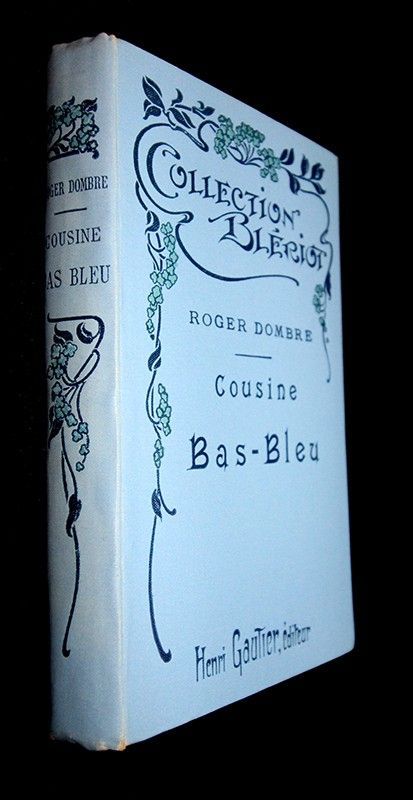 ROGER DOMBRE
COUSINE
BAS BLEU
Collection
Blériot
ROGER DOMBRE
Cousine
Bas-Bleu
Henri Gautier, éditeur